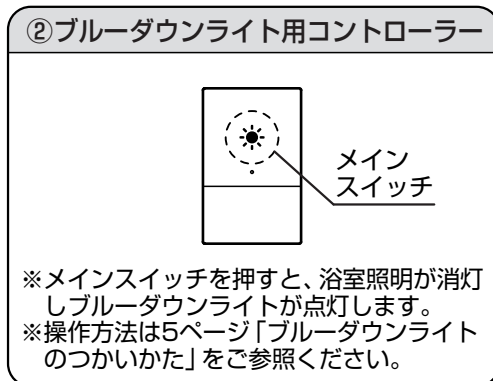 ②ブルーダウンライト用コントローラー
メイン
スイッチ
※メインスイッチを押すと、浴室照明が消灯
しブルーダウンライトが点灯します。
※操作方法は5ページ「ブルーダウンライト
のつかいかた」をご参照ください。